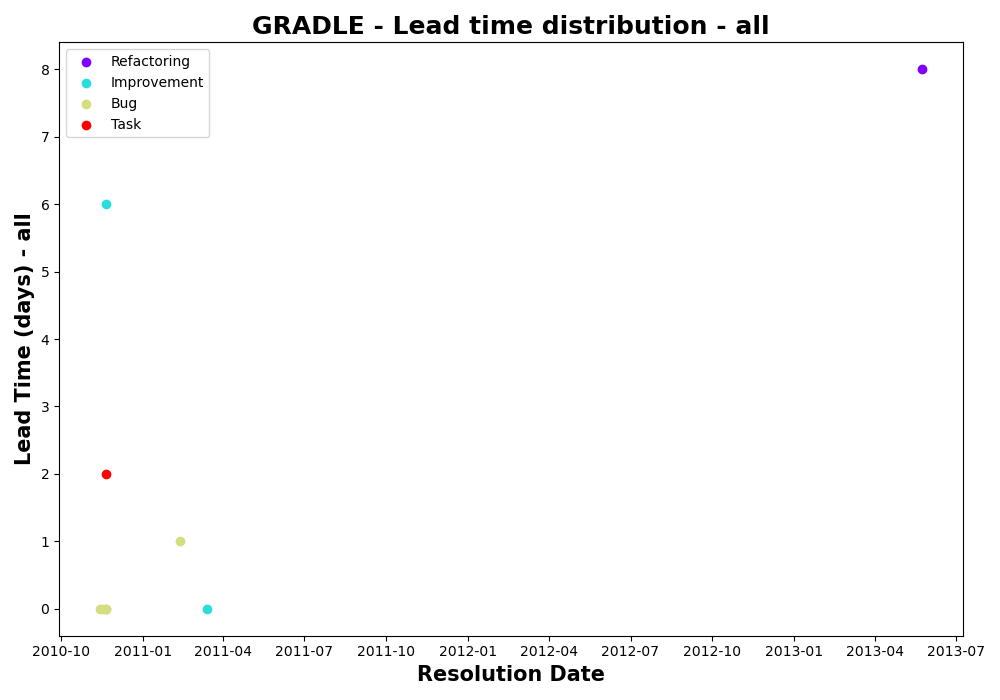 GRADLE - Lead time distribution - all
Refactoring
Improvement
Bug
Task
Lead Time (days) - all
8
7
6
5
4
3
2
1
0
2010-10 2011-01 2011-04 2011-07 2011-10 2012-01 2012-04 2012-07 2012-10 2013-01 2013-04 2013-07
Resolution Date